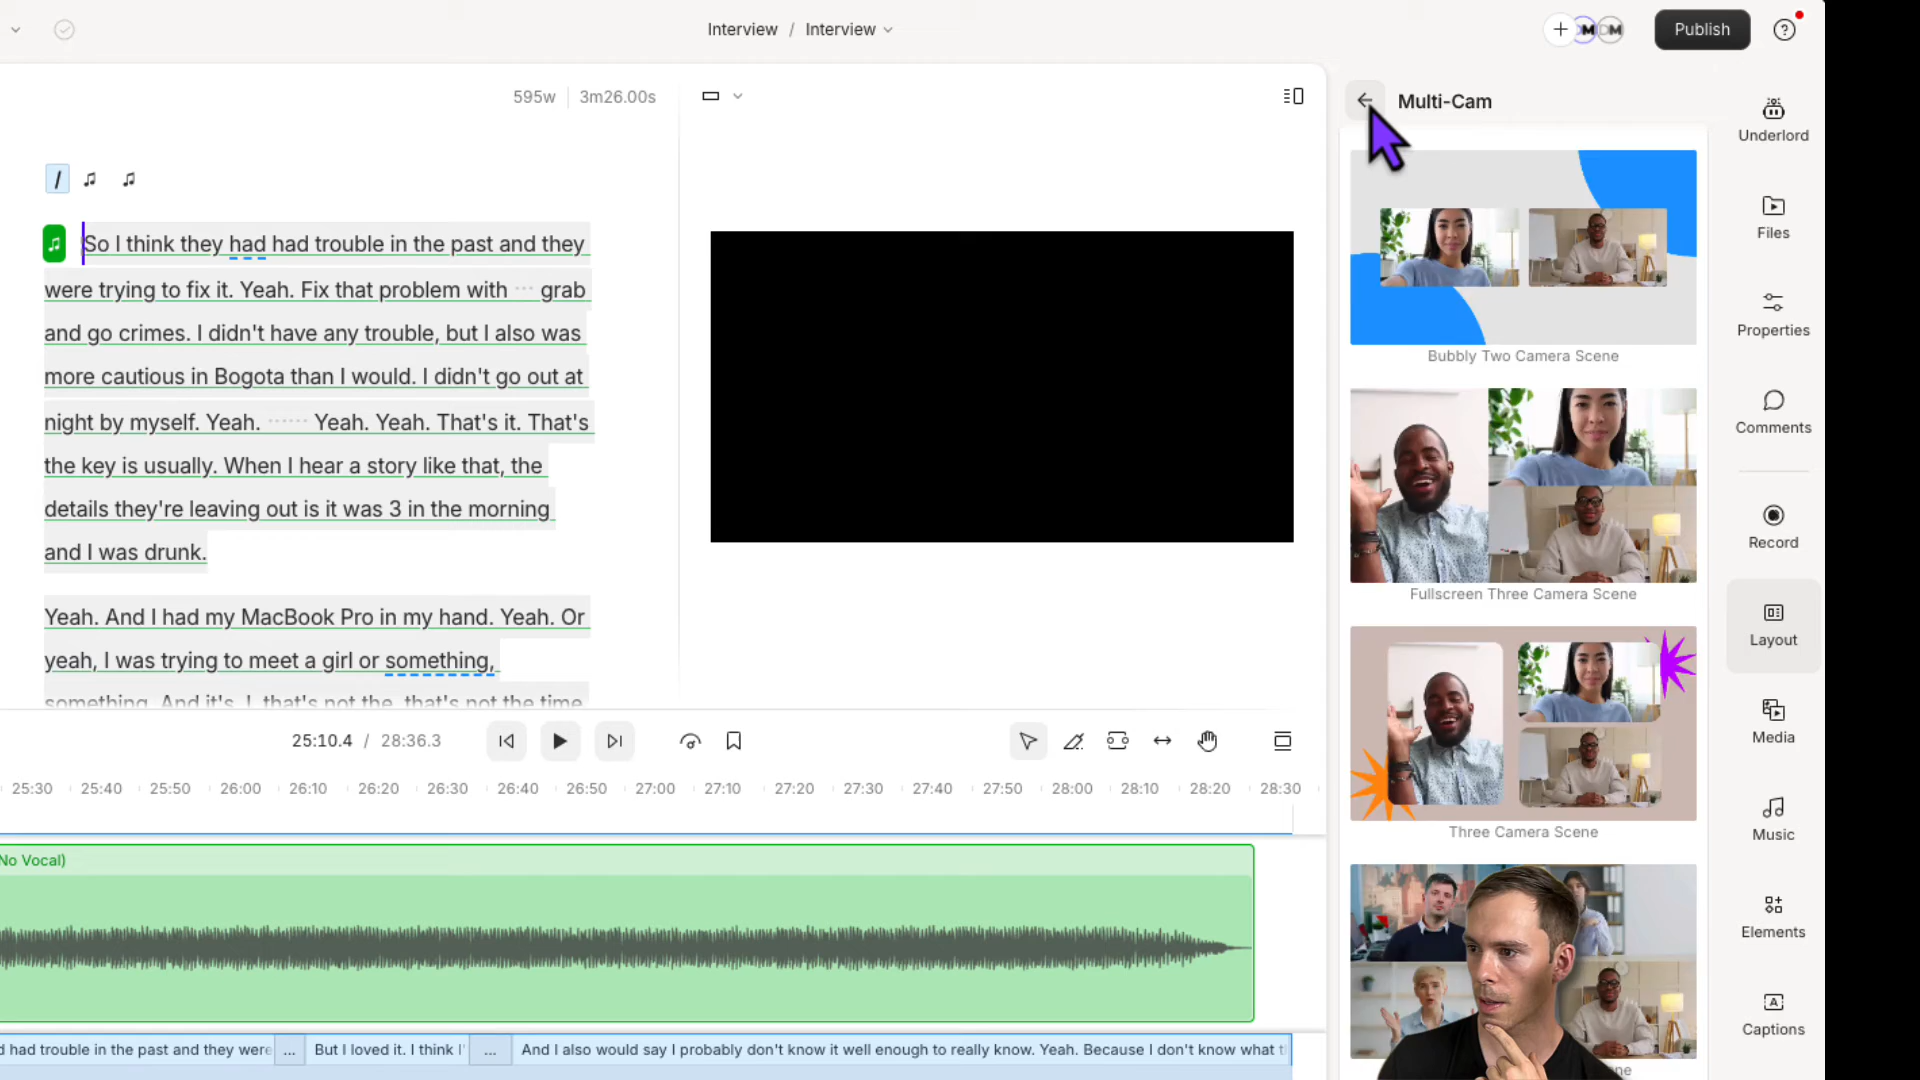 Interview / Interview
Publish
595w
3m26.00s
Multi-Cam
So I think they had had trouble in the past and they
were trying to fix it. Yeah. Fix that problem with ··· grab
and go crimes. I didn't have any trouble, but I also was
more cautious in Bogota than I would. I didn't go out at
night by myself. Yeah. ······ Yeah. Yeah. That's it. That's
the key is usually. When I hear a story like that, the
details they're leaving out is it was 3 in the morning
and I was drunk.
Yeah. And I had my MacBook Pro in my hand. Yeah. Or
yeah, I was trying to meet a girl or something,
something. And it's, I, that's not the, that's not the time
Bubbly Two Camera Scene
Fullscreen Three Camera Scene
Three Camera Scene
Underlord
Files
Properties
Comments
Record
Layout
Media
Music
Elements
Captions
25:10.4 / 28:36.3
25:30 25:40 25:50 26:00 26:10 26:20 26:30 26:40 26:50 27:00 27:10 27:20 27:30 27:40 27:50 28:00 28:10 28:20 28:30
No Vocal)
d had trouble in the past and they were ... But I loved it. I think I' ... And I also would say I probably don't know it well enough to really know. Yeah. Because I don't know what t